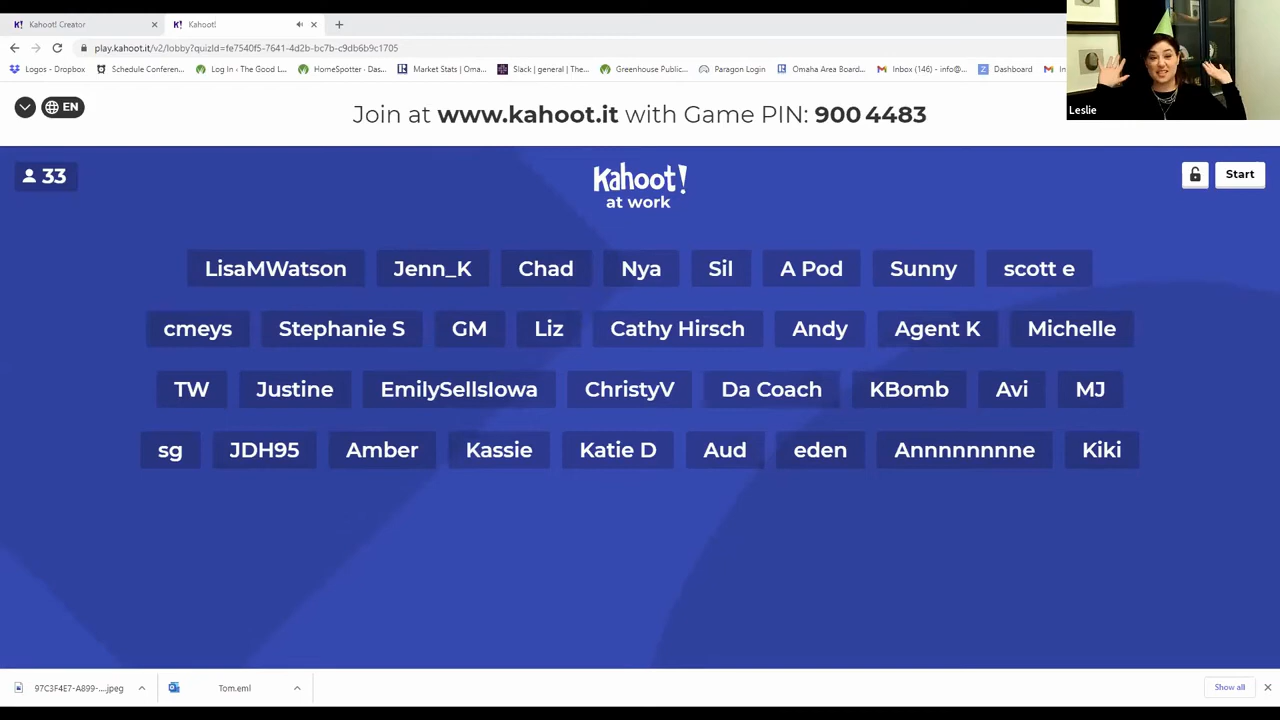 Kahoot! Creator
Kahoot!
play.kahoot.it/v2/lobby?quizId=fe7540f5-7641-4d2b-bc7b-c9db6b9c1705
Logos - Dropbox Schedule Conferen... Log In ‹ The Good L... HomeSpotter - Das... Market Stats... Slack | general | The... Greenhouse Public... Paragon Login Omaha Area Board... Inbox (146) - info@... Dashboard In
Leslie
EN
Join at www.kahoot.it with Game PIN: 900 4483
33
Kahoot!
at work
Start
LisaMWatson Jenn_K Chad Nya Sil A Pod Sunny scott e
cmeys Stephanie S GM Liz Cathy Hirsch Andy Agent K Michelle
TW Justine EmilySellsIowa ChristyV Da Coach KBomb Avi MJ
sg JDH95 Amber Kassie Katie D Aud eden Annnnnnnne Kiki
97C3F4E7-A899-....jpeg Tom.eml Show all